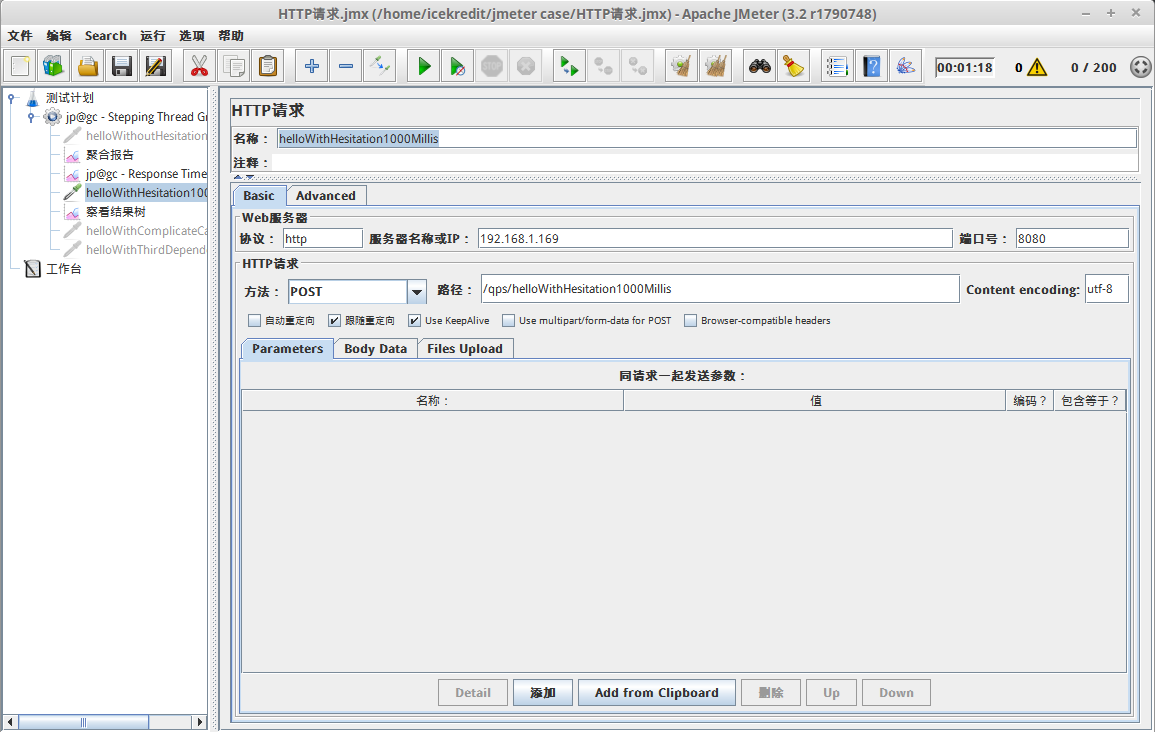 HTTP请求.jmx (/home/icekredit/jmeter case/HTTP请求.jmx) - Apache JMeter (3.2 r1790748)
文件 编辑 Search 运行 选项 帮助
STOP 00:01:18 0 0 / 200
测试计划
jp@gc - Stepping Thread Gr
helloWithoutHesitation
聚合报告
jp@gc - Response Time
helloWithHesitation100
察看结果树
helloWithComplicateCa
helloWithThirdDepend
工作台
HTTP请求
名称： helloWithHesitation1000Millis
注释：
Basic Advanced
Web服务器
协议： http 服务器名称或IP： 192.168.1.169 端口号： 8080
HTTP请求
方法： POST 路径： /qps/helloWithHesitation1000Millis Content encoding: utf-8
自动重定向 跟随重定向 Use KeepAlive Use multipart/form-data for POST Browser-compatible headers
Parameters Body Data Files Upload
同请求一起发送参数：
名称： 值 编码？ 包含等于？
Detail 添加 Add from Clipboard 删除 Up Down